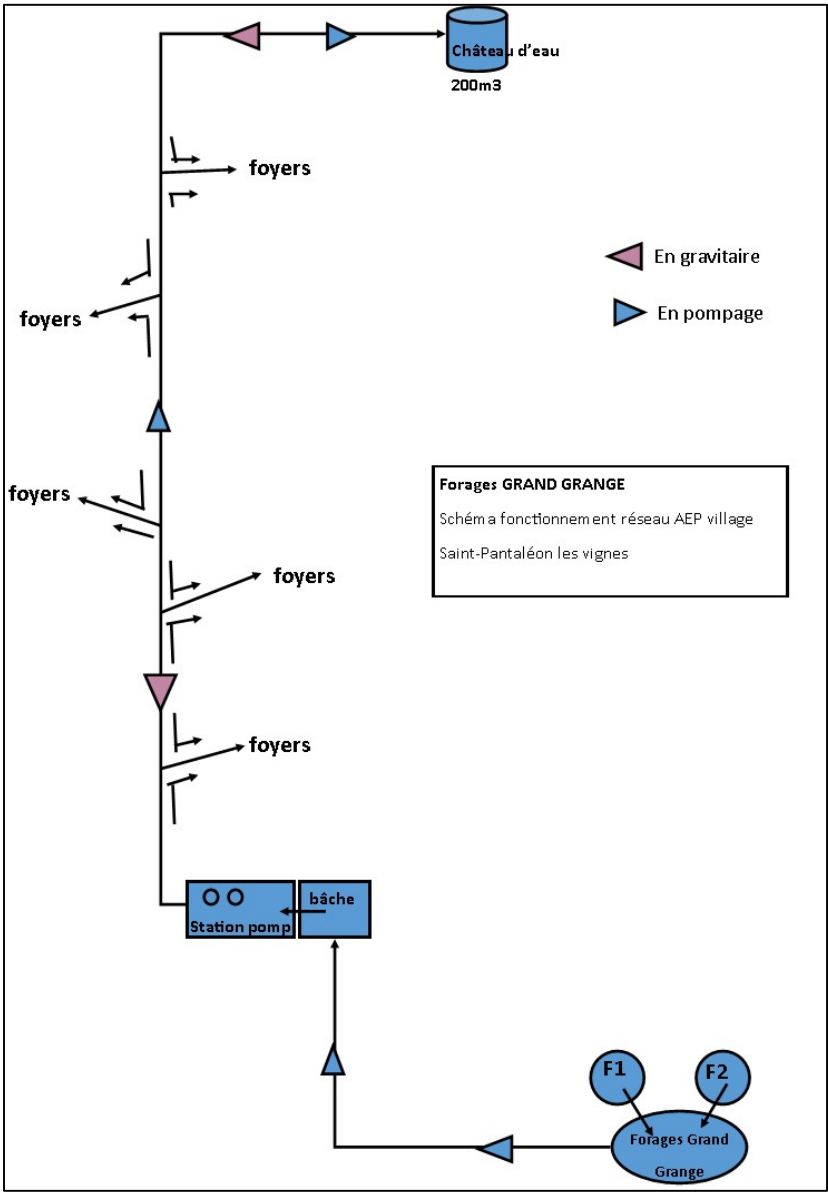 Château d'eau
200m3
foyers
foyers
En gravitaire
En pompage
foyers
Forages GRAND GRANGE
Schéma fonctionnement réseau AEP village
Saint-Pantaléon les vignes
foyers
foyers
bâche
Station pomp
F1
F2
Forages Grand
Grange